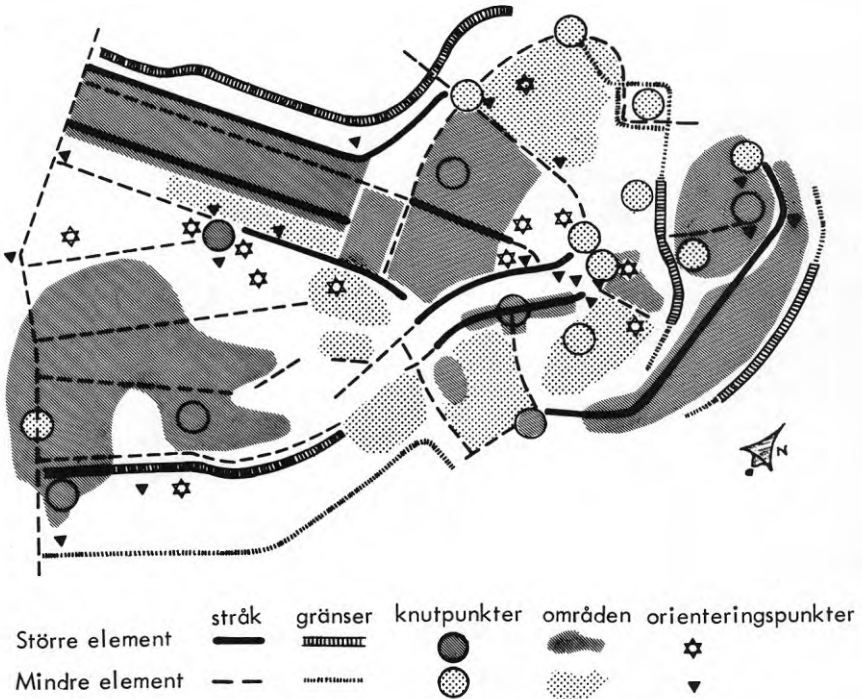 N
stråk gränser knutpunkter områden orienteringspunkter
Större element
Mindre element